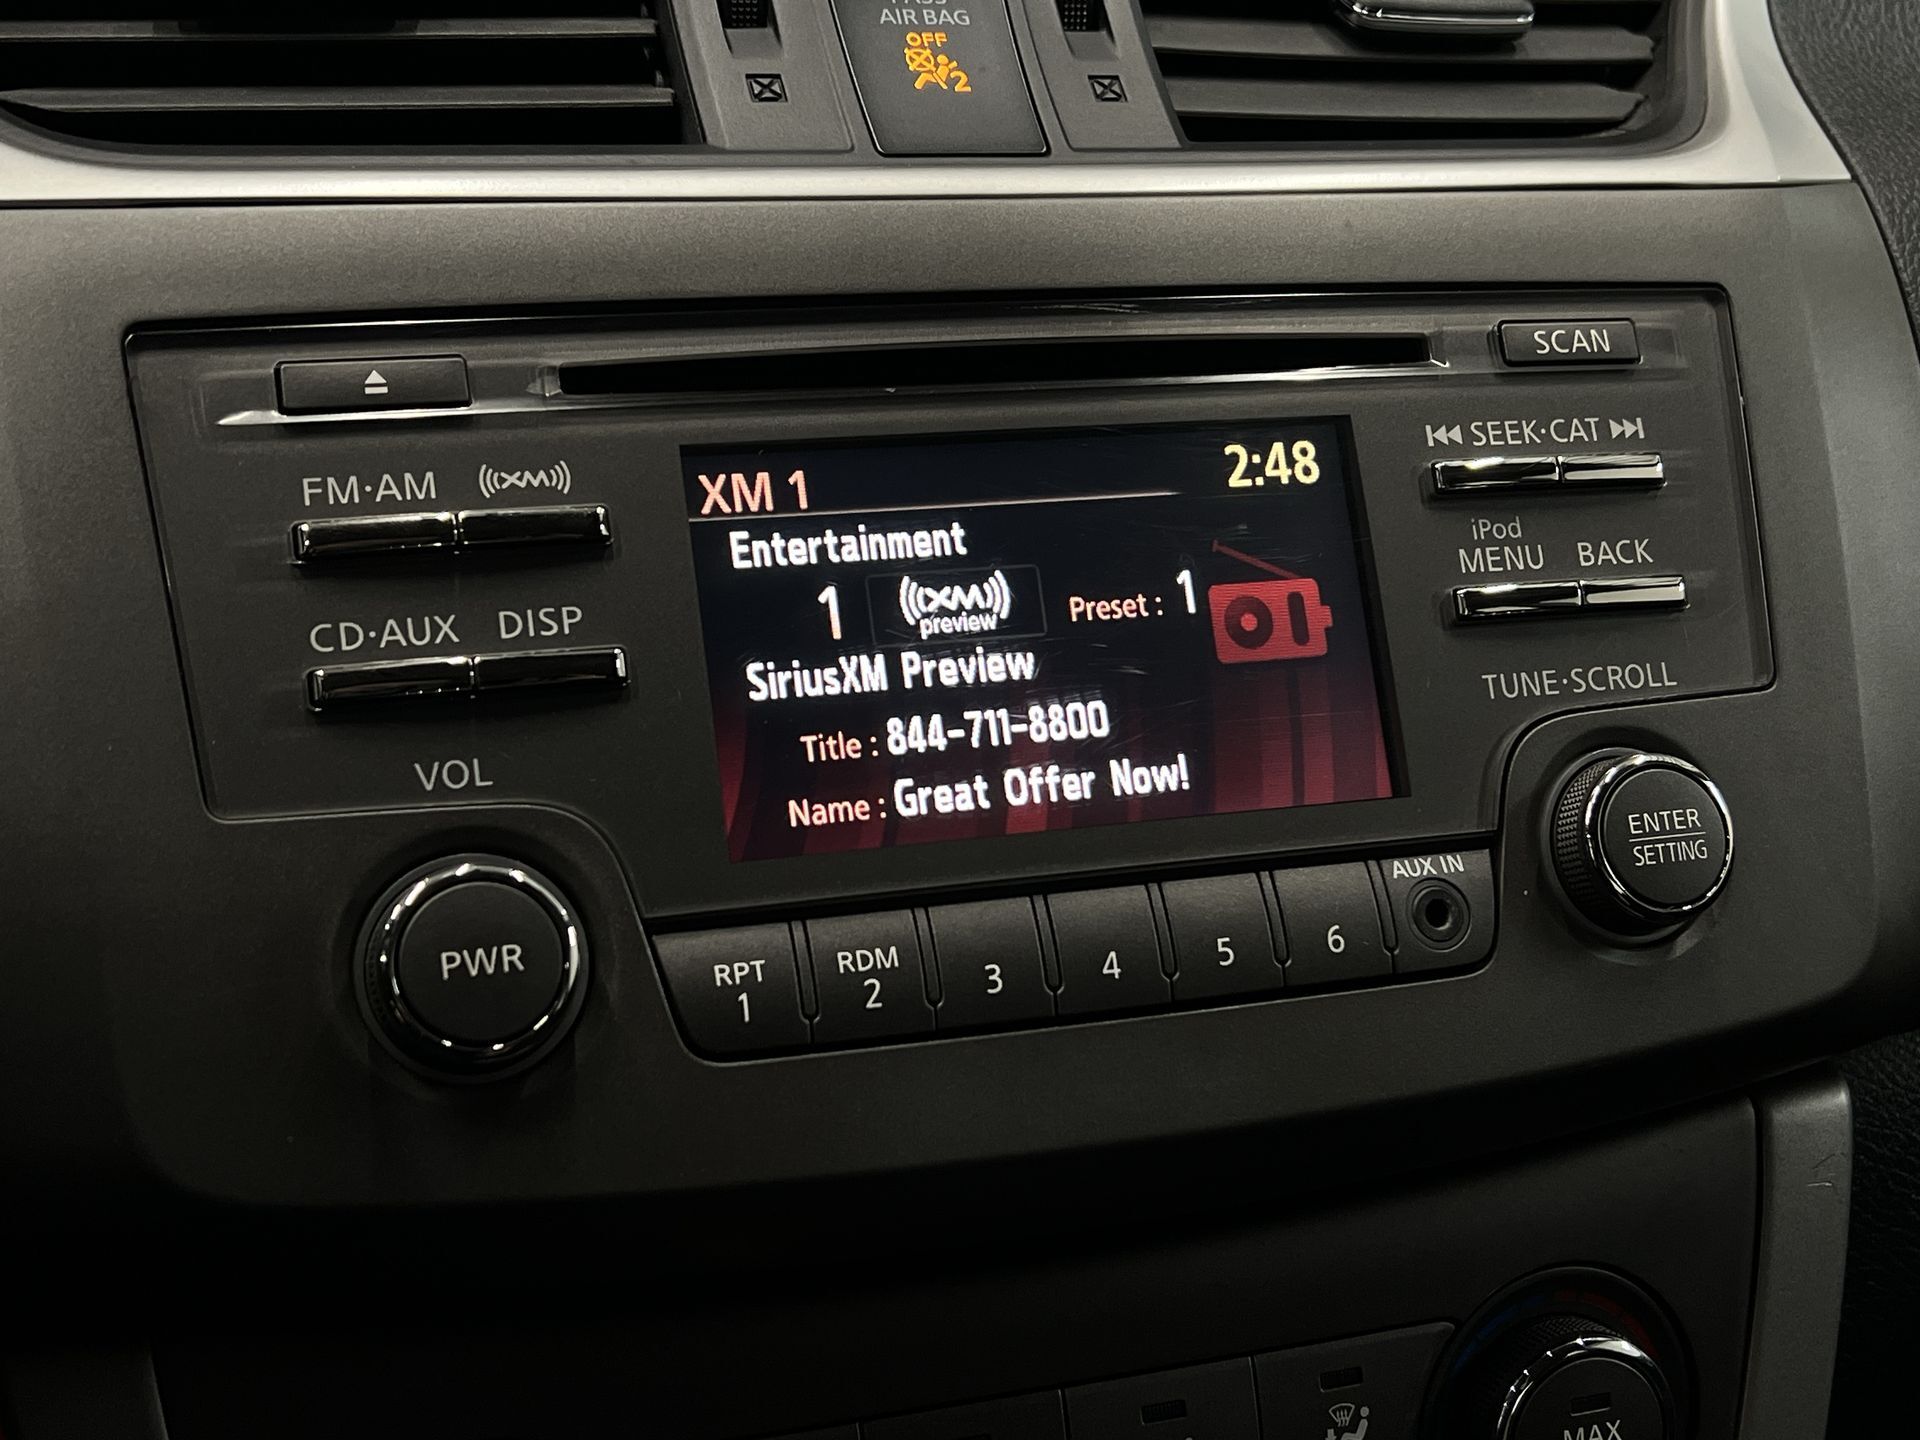 PASS
AIR BAG
OFF
2
SCAN
FM·AM
XM
SEEK·CAT
iPod
MENU
BACK
CD·AUX
DISP
XM 1
2:48
Entertainment
1
XM
preview
Preset : 1
SiriusXM Preview
Title : 844-711-8800
Name : Great Offer Now!
TUNE·SCROLL
VOL
ENTER
SETTING
PWR
AUX IN
RPT
1
RDM
2
3
4
5
6
MAX